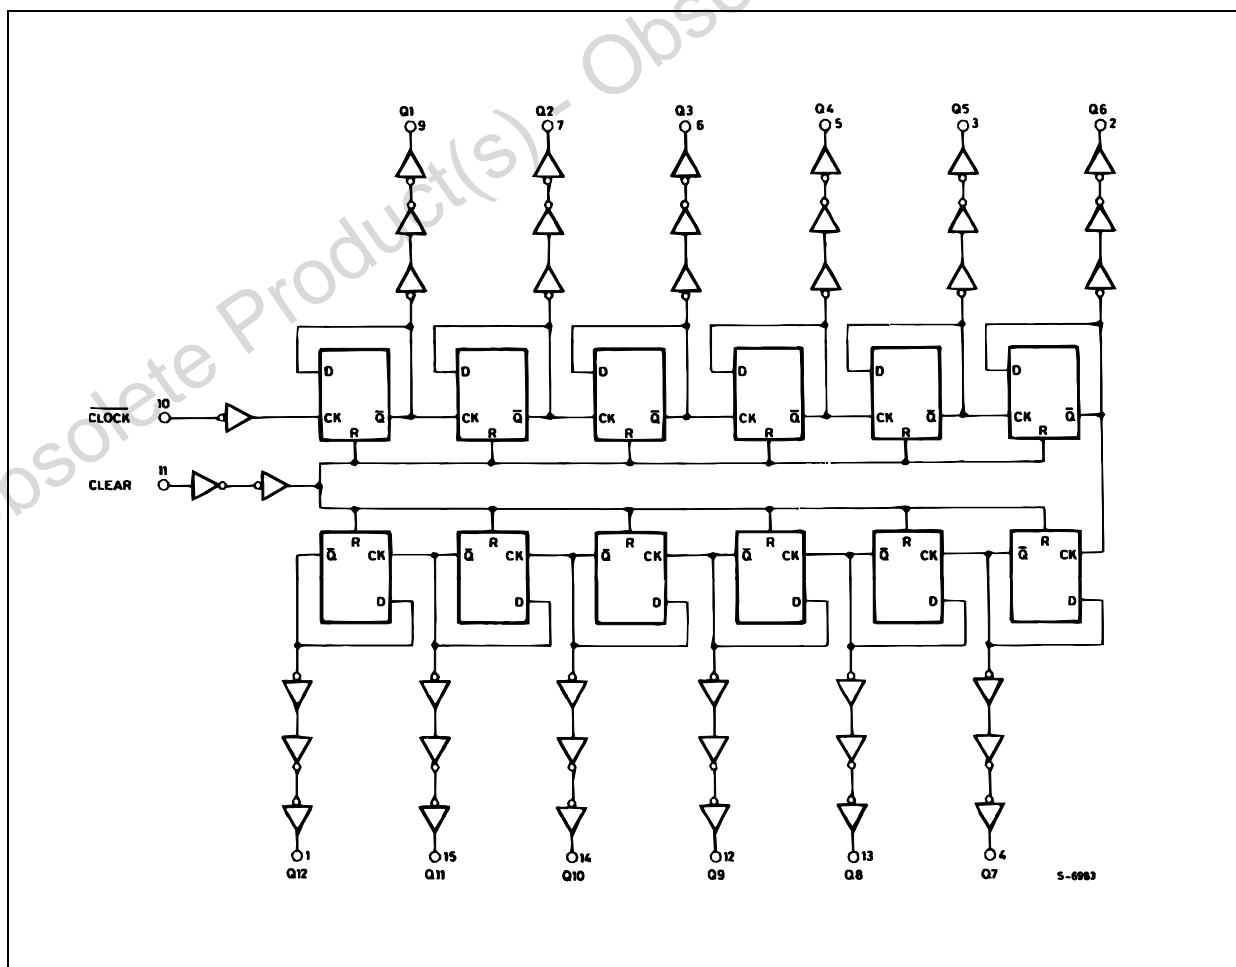 Obsolete Product(s) - Obso
Q1 Q2 Q3 Q4 Q5 Q6
9 7 6 5 3 2
D D D D D D
CLOCK 10 CK Q̅ CK Q̅ CK Q̅ CK Q̅ CK Q̅ CK Q̅
R R R R R R
CLEAR 11
R R R R R R
Q̅ CK Q̅ CK Q̅ CK Q̅ CK Q̅ CK Q̅ CK
D D D D D D
1 15 14 12 13 4
Q12 Q11 Q10 Q9 Q8 Q7
S-6983